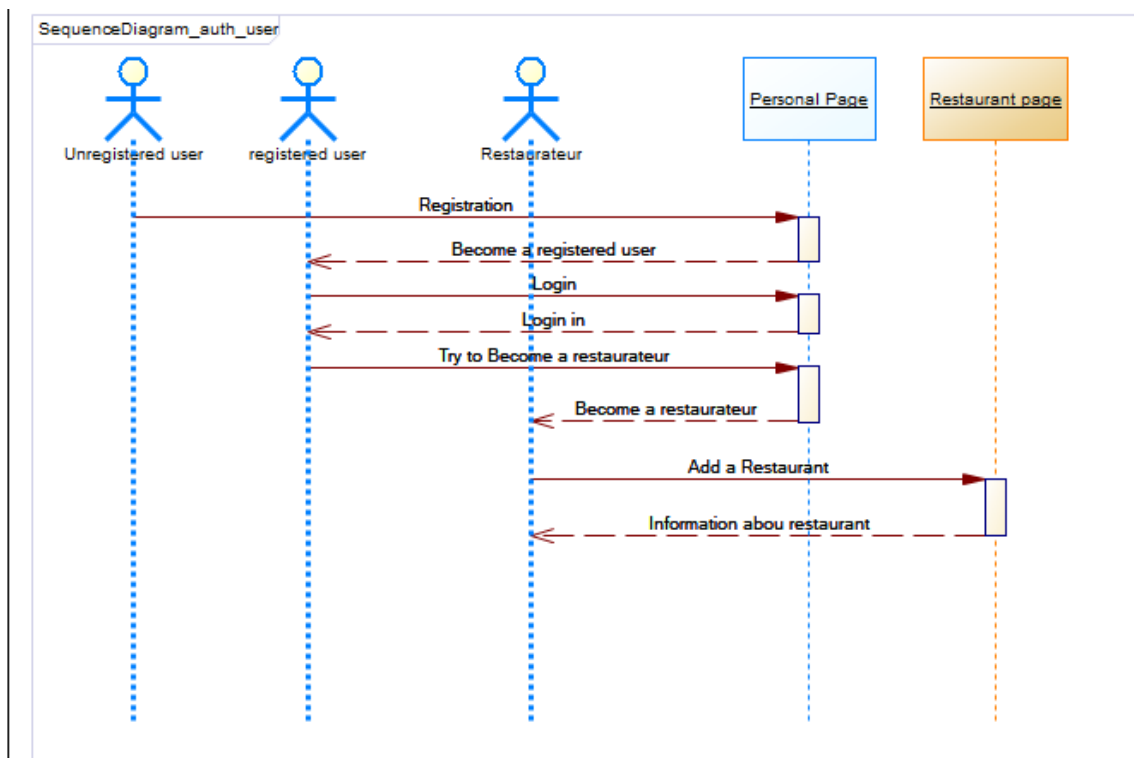 SequenceDiagram_auth_user
Unregistered user
registered user
Restaurateur
Personal Page
Restaurant page
Registration
Become a registered user
Login
Login in
Try to Become a restaurateur
Become a restaurateur
Add a Restaurant
Information abou restaurant